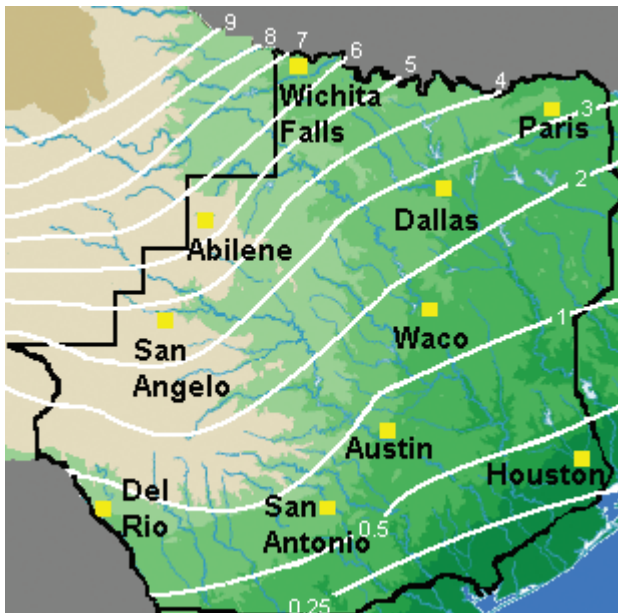 9
8
7
6
5
4
3
2
1
0.5
0.25
Wichita
Falls
Paris
Dallas
Abilene
Waco
San
Angelo
Austin
Houston
Del
Rio
San
Antonio